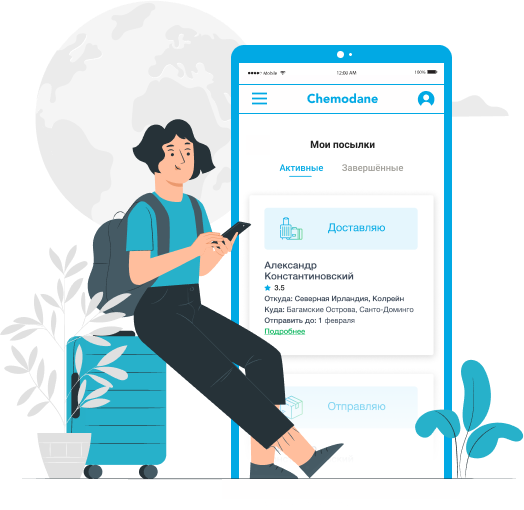 Mobile
12:00 AM
100%
Chemodane
Мои посылки
Активные
Завершённые
Доставляю
Александр
Константиновский
3.5
Откуда: Северная Ирландия, Колрейн
Куда: Багамские Острова, Санто-Доминго
Отправить до: 1 февраля
Подробнее
Отправляю